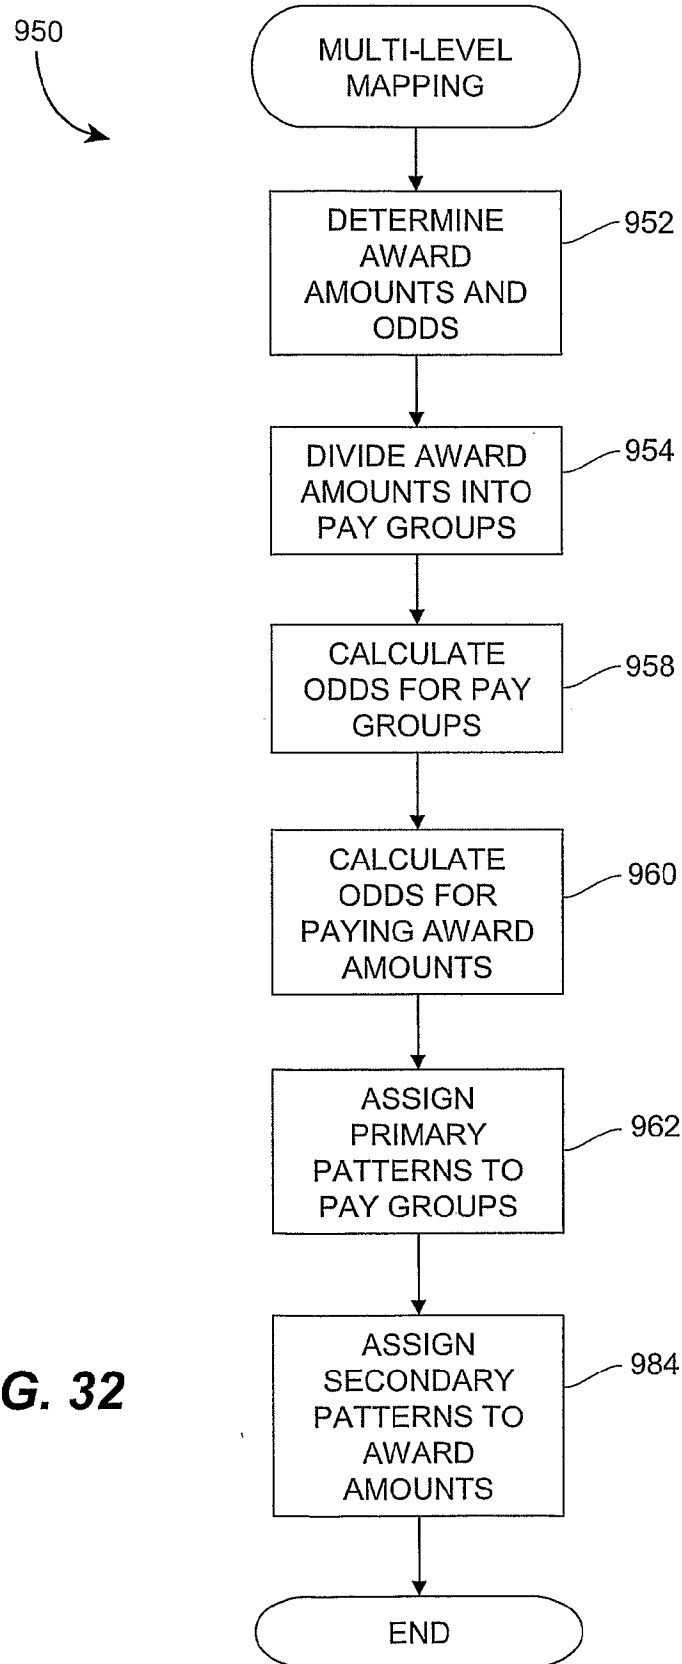 950
MULTI-LEVEL
MAPPING
DETERMINE
AWARD
AMOUNTS AND
ODDS
952
DIVIDE AWARD
AMOUNTS INTO
PAY GROUPS
954
CALCULATE
ODDS FOR PAY
GROUPS
958
CALCULATE
ODDS FOR
PAYING AWARD
AMOUNTS
960
ASSIGN
PRIMARY
PATTERNS TO
PAY GROUPS
962
ASSIGN
SECONDARY
PATTERNS TO
AWARD
AMOUNTS
984
G. 32
END